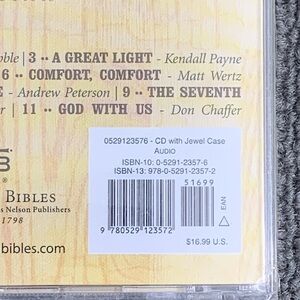 bble | 3 •• A GREAT LIGHT - Kendall Payne
6 •• COMFORT, COMFORT - Matt Wertz
E - Andrew Peterson | 9 •• THE SEVENTH
er | 11 •• GOD WITH US - Don Chaffer
0529123576 - CD with Jewel Case
AUDIO
ISBN-10: 0-5291-2357-6
ISBN-13: 978-0-5291-2357-2
51699
EAN
9 780529 123572
$16.99 U.S.
®
BIBLES
s Nelson Publishers
1798
bibles.com